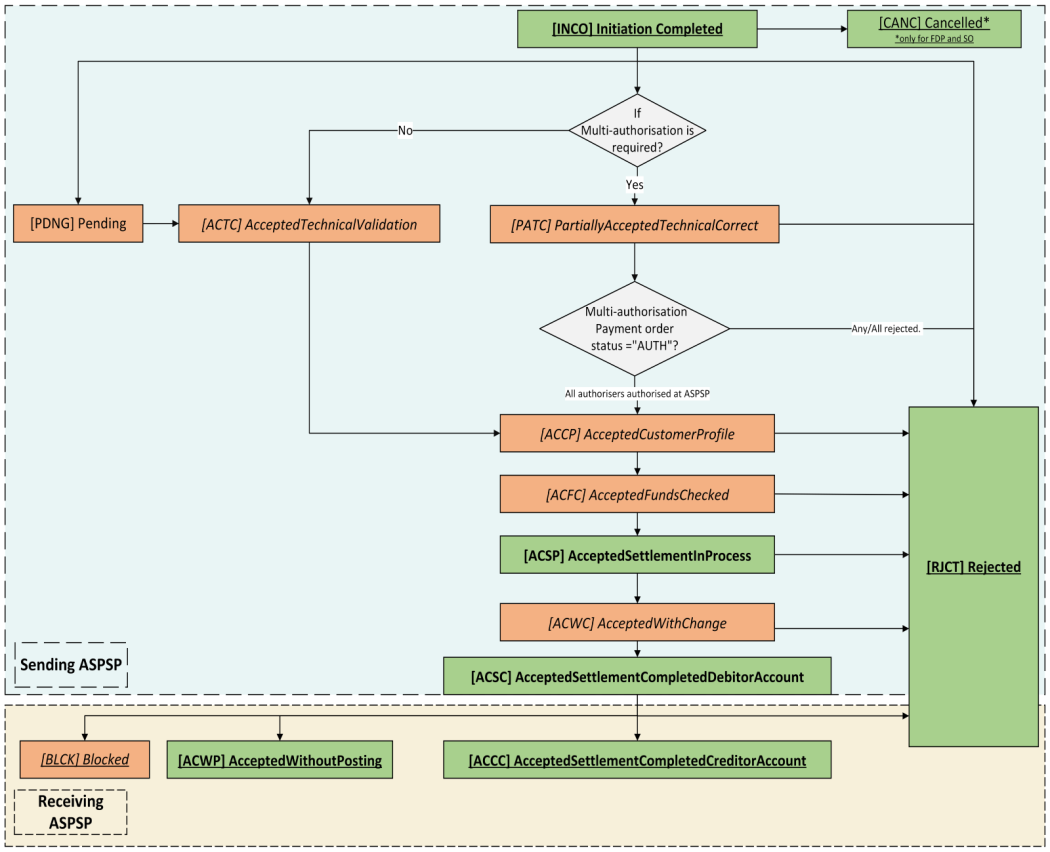 [INCO] Initiation Completed
[CANC] Cancelled*
*only for FDP and SO
If
Multi-authorisation is
required?
No
Yes
[PDNG] Pending
[ACTC] AcceptedTechnicalValidation
[PATC] PartiallyAcceptedTechnicalCorrect
Multi-authorisation
Payment order
status ="AUTH"?
Any/All rejected.
All authorisers authorised at ASPSP
[ACCP] AcceptedCustomerProfile
[ACFC] AcceptedFundsChecked
[ACSP] AcceptedSettlementInProcess
[RJCT] Rejected
[ACWC] AcceptedWithChange
Sending ASPSP
[ACSC] AcceptedSettlementCompletedDebitorAccount
[BLCK] Blocked
[ACWP] AcceptedWithoutPosting
[ACCC] AcceptedSettlementCompletedCreditorAccount
Receiving
ASPSP